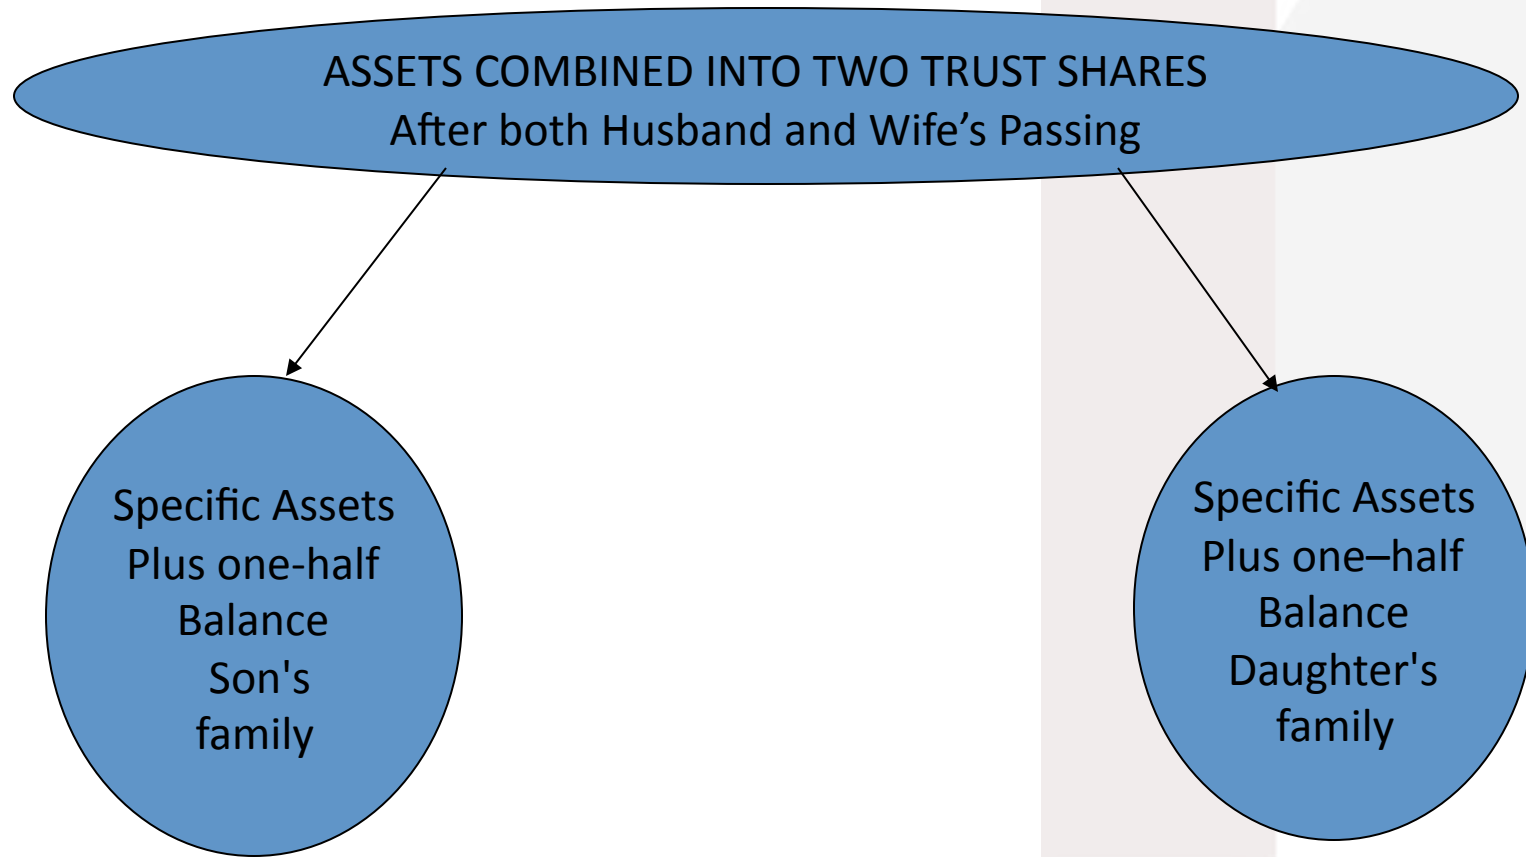 ASSETS COMBINED INTO TWO TRUST SHARES
After both Husband and Wife’s Passing
Specific Assets
Plus one-half
Balance
Son's
family
Specific Assets
Plus one–half
Balance
Daughter's
family